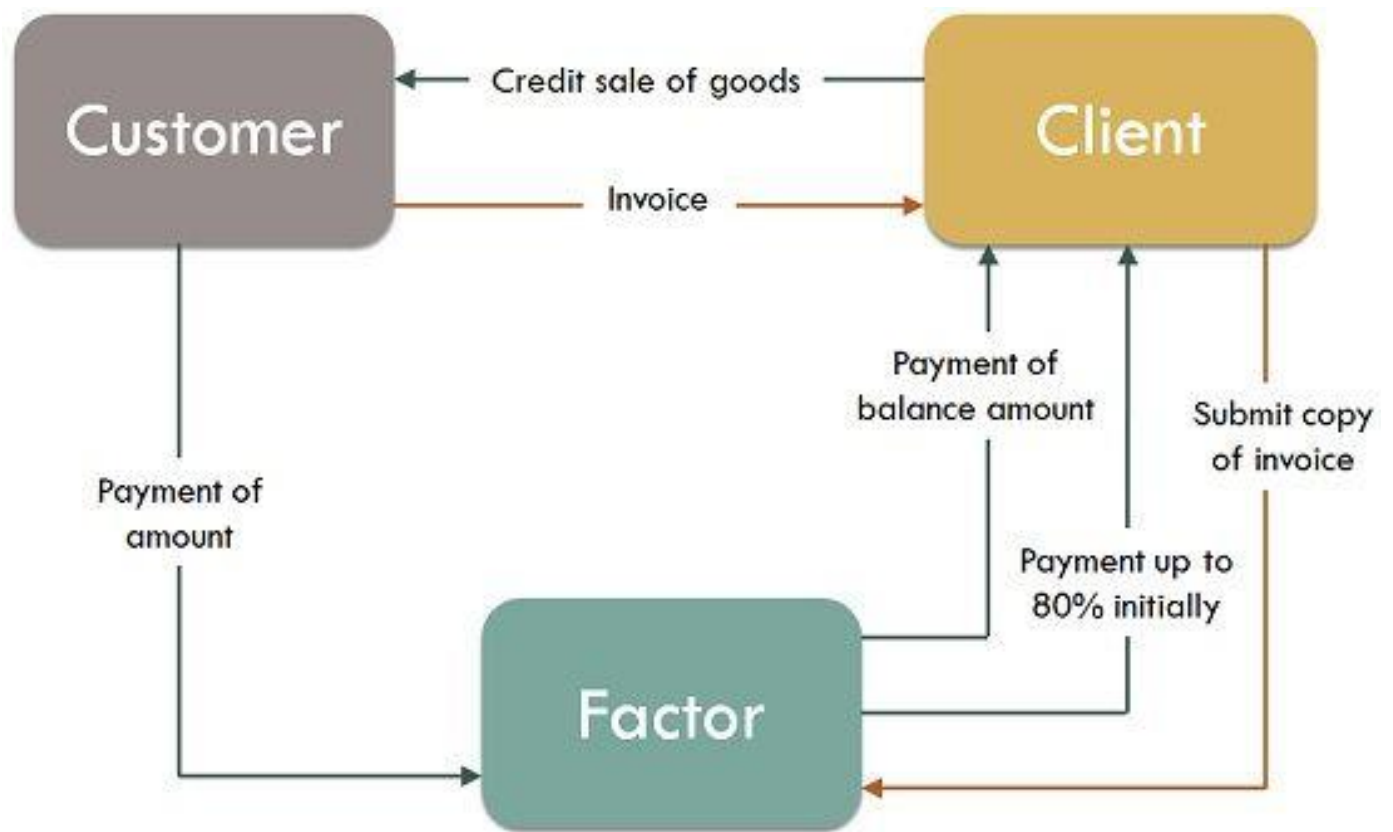 Customer
Credit sale of goods
Client
Invoice
Payment of
balance amount
Submit copy
of invoice
Payment of
amount
Payment up to
80% initially
Factor